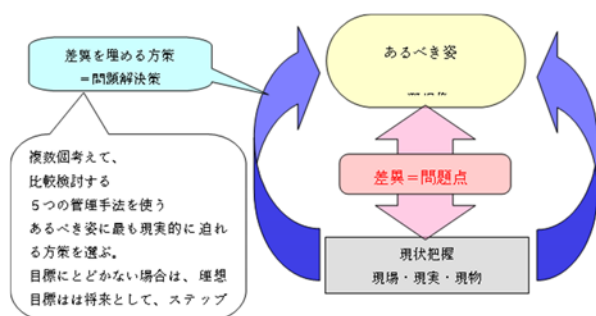 差異を埋める方策
＝問題解決策
あるべき姿
複数個考えて、
比較検討する
５つの管理手法を使う
あるべき姿に最も現実的に迫れ
る方策を選ぶ。
目標にとどかない場合は、理想
目標はは将来として、ステップ
差異＝問題点
現状把握
現場・現実・現物